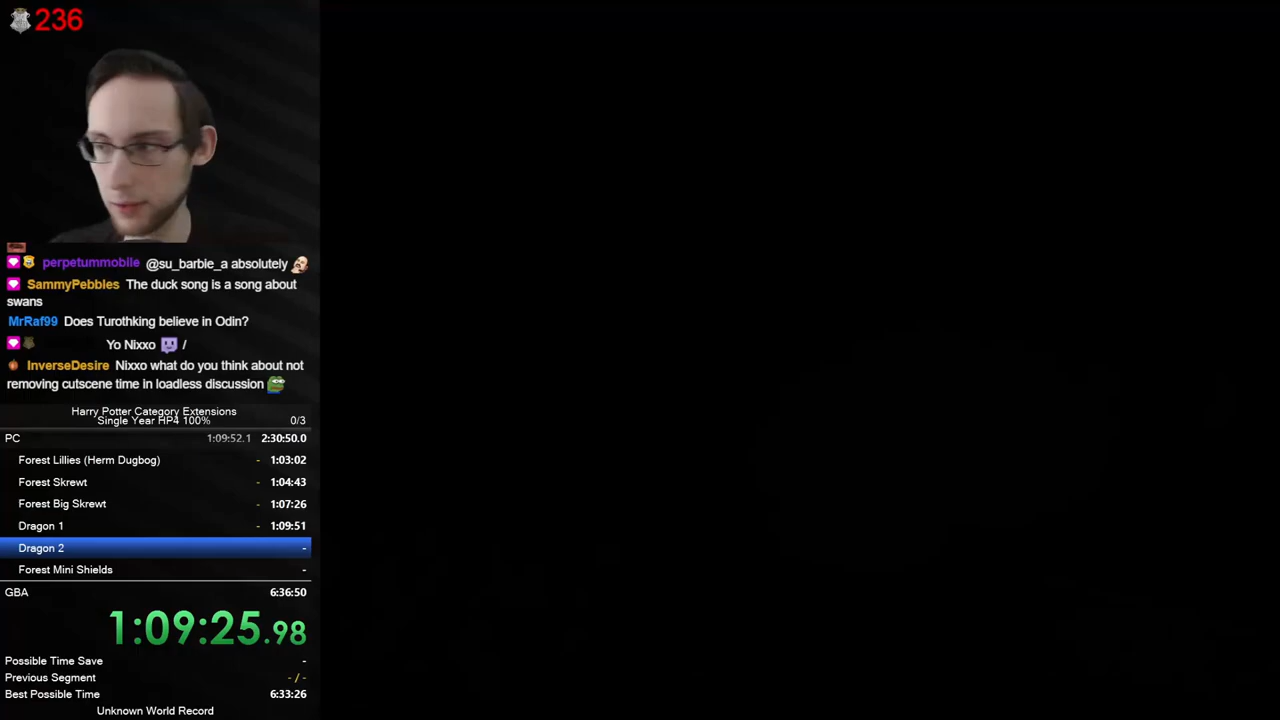 236
perpetummobile @su_barbie_a absolutely
SammyPebbles The duck song is a song about
swans
MrRaf99 Does Turothking believe in Odin?
Yo Nixxo /
InverseDesire Nixxo what do you think about not
removing cutscene time in loadless discussion
Harry Potter Category Extensions
Single Year HP4 100% 0/3
PC 1:09:52.1 2:30:50.0
Forest Lillies (Herm Dugbog) - 1:03:02
Forest Skrewt - 1:04:43
Forest Big Skrewt - 1:07:26
Dragon 1 - 1:09:51
Dragon 2 -
Forest Mini Shields -
GBA 6:36:50
1:09:25.98
Possible Time Save -
Previous Segment - / -
Best Possible Time 6:33:26
Unknown World Record